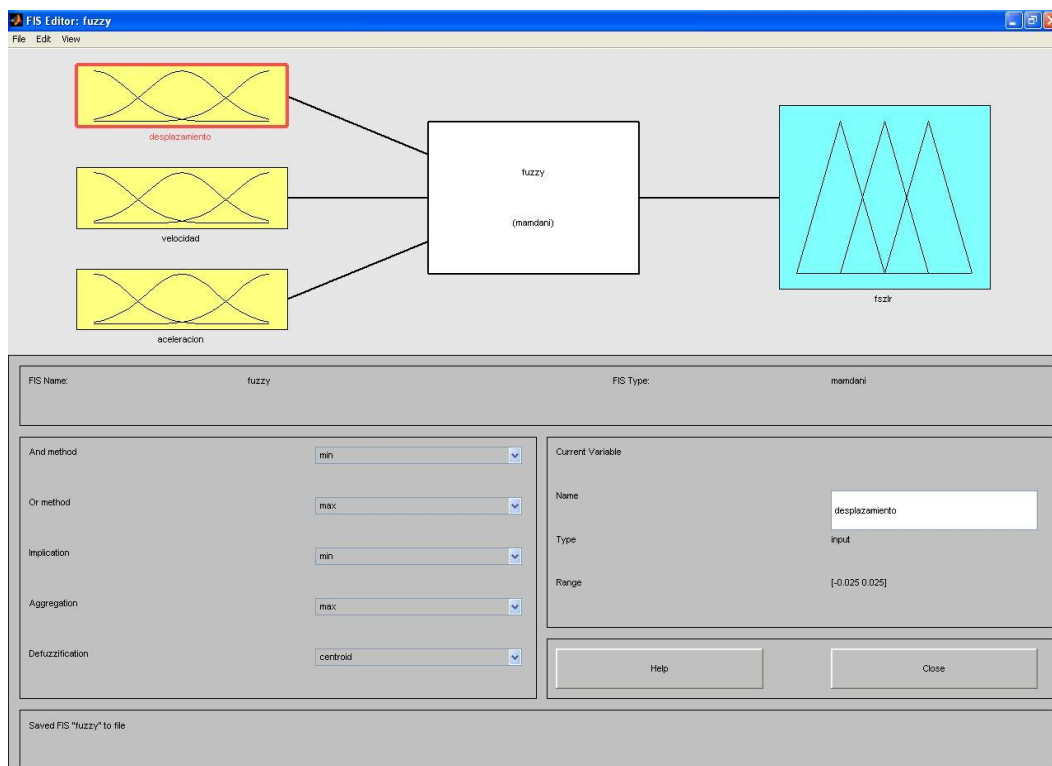 FIS Editor: fuzzy
File Edit View
desplazamiento
velocidad
aceleracion
fuzzy
(mamdani)
fszlr
FIS Name: fuzzy FIS Type: mamdani
And method min
Or method max
Implication min
Aggregation max
Defuzzification centroid
Current Variable
Name desplazamiento
Type input
Range [-0.025 0.025]
Help Close
Saved FIS "fuzzy" to file